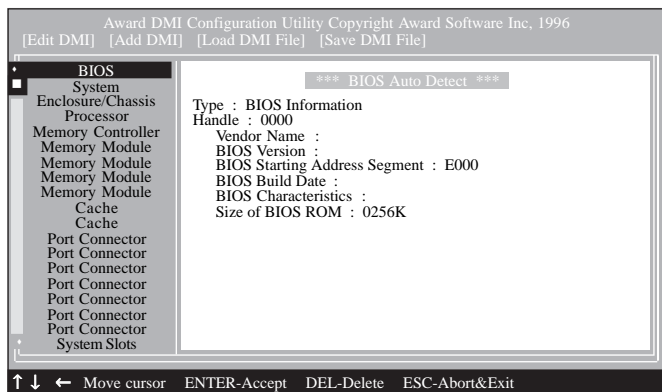 Award DMI Configuration Utility Copyright Award Software Inc, 1996
[Edit DMI] [Add DMI] [Load DMI File] [Save DMI File]
BIOS
System
Enclosure/Chassis
Processor
Memory Controller
Memory Module
Memory Module
Memory Module
Memory Module
Cache
Cache
Port Connector
Port Connector
Port Connector
Port Connector
Port Connector
Port Connector
Port Connector
System Slots
*** BIOS Auto Detect ***
Type : BIOS Information
Handle : 0000
Vendor Name :
BIOS Version :
BIOS Starting Address Segment : E000
BIOS Build Date :
BIOS Characteristics :
Size of BIOS ROM : 0256K
↑ ↓ ← Move cursor ENTER-Accept DEL-Delete ESC-Abort&Exit